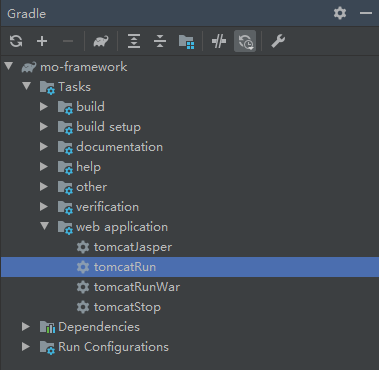 Gradle
mo-framework
Tasks
build
build setup
documentation
help
other
verification
web application
tomcatJasper
tomcatRun
tomcatRunWar
tomcatStop
Dependencies
Run Configurations